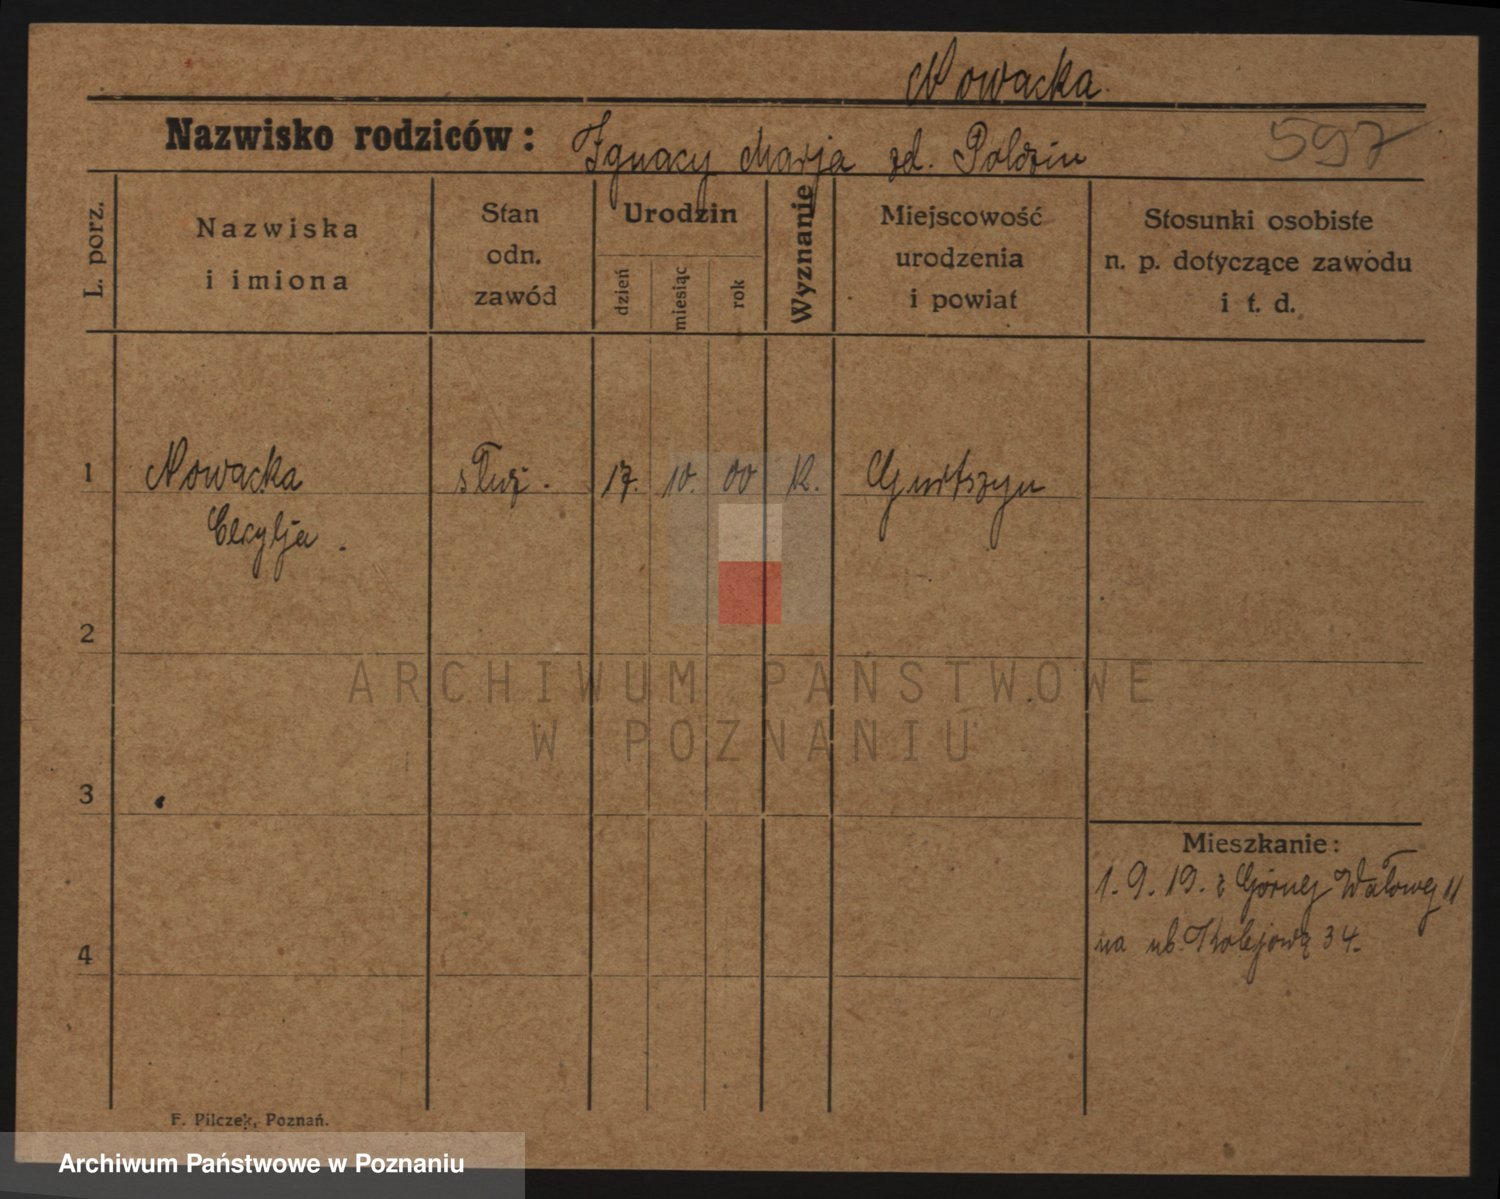 Nowacka.
Nazwisko rodziców: Ignacy Marja zd. Poldzin 597
L. porz.
Nazwiska i imiona
Stan odn. zawód
Urodzin
dzień
miesiąc
rok
Wyznanie
Miejscowość urodzenia i powiat
Stosunki osobiste n. p. dotyczące zawodu i t. d.
1 Nowacka służ. 17. 10. 00 K.
Cecylja.
2
ARCHIWUM PAŃSTWOWE
W POZNANIU
3
Mieszkanie:
1. 9. 19. z Górnej Wałowej 11
na ul. Kolejową 34.
4
F. Pilczek, Poznań.
Archiwum Państwowe w Poznaniu